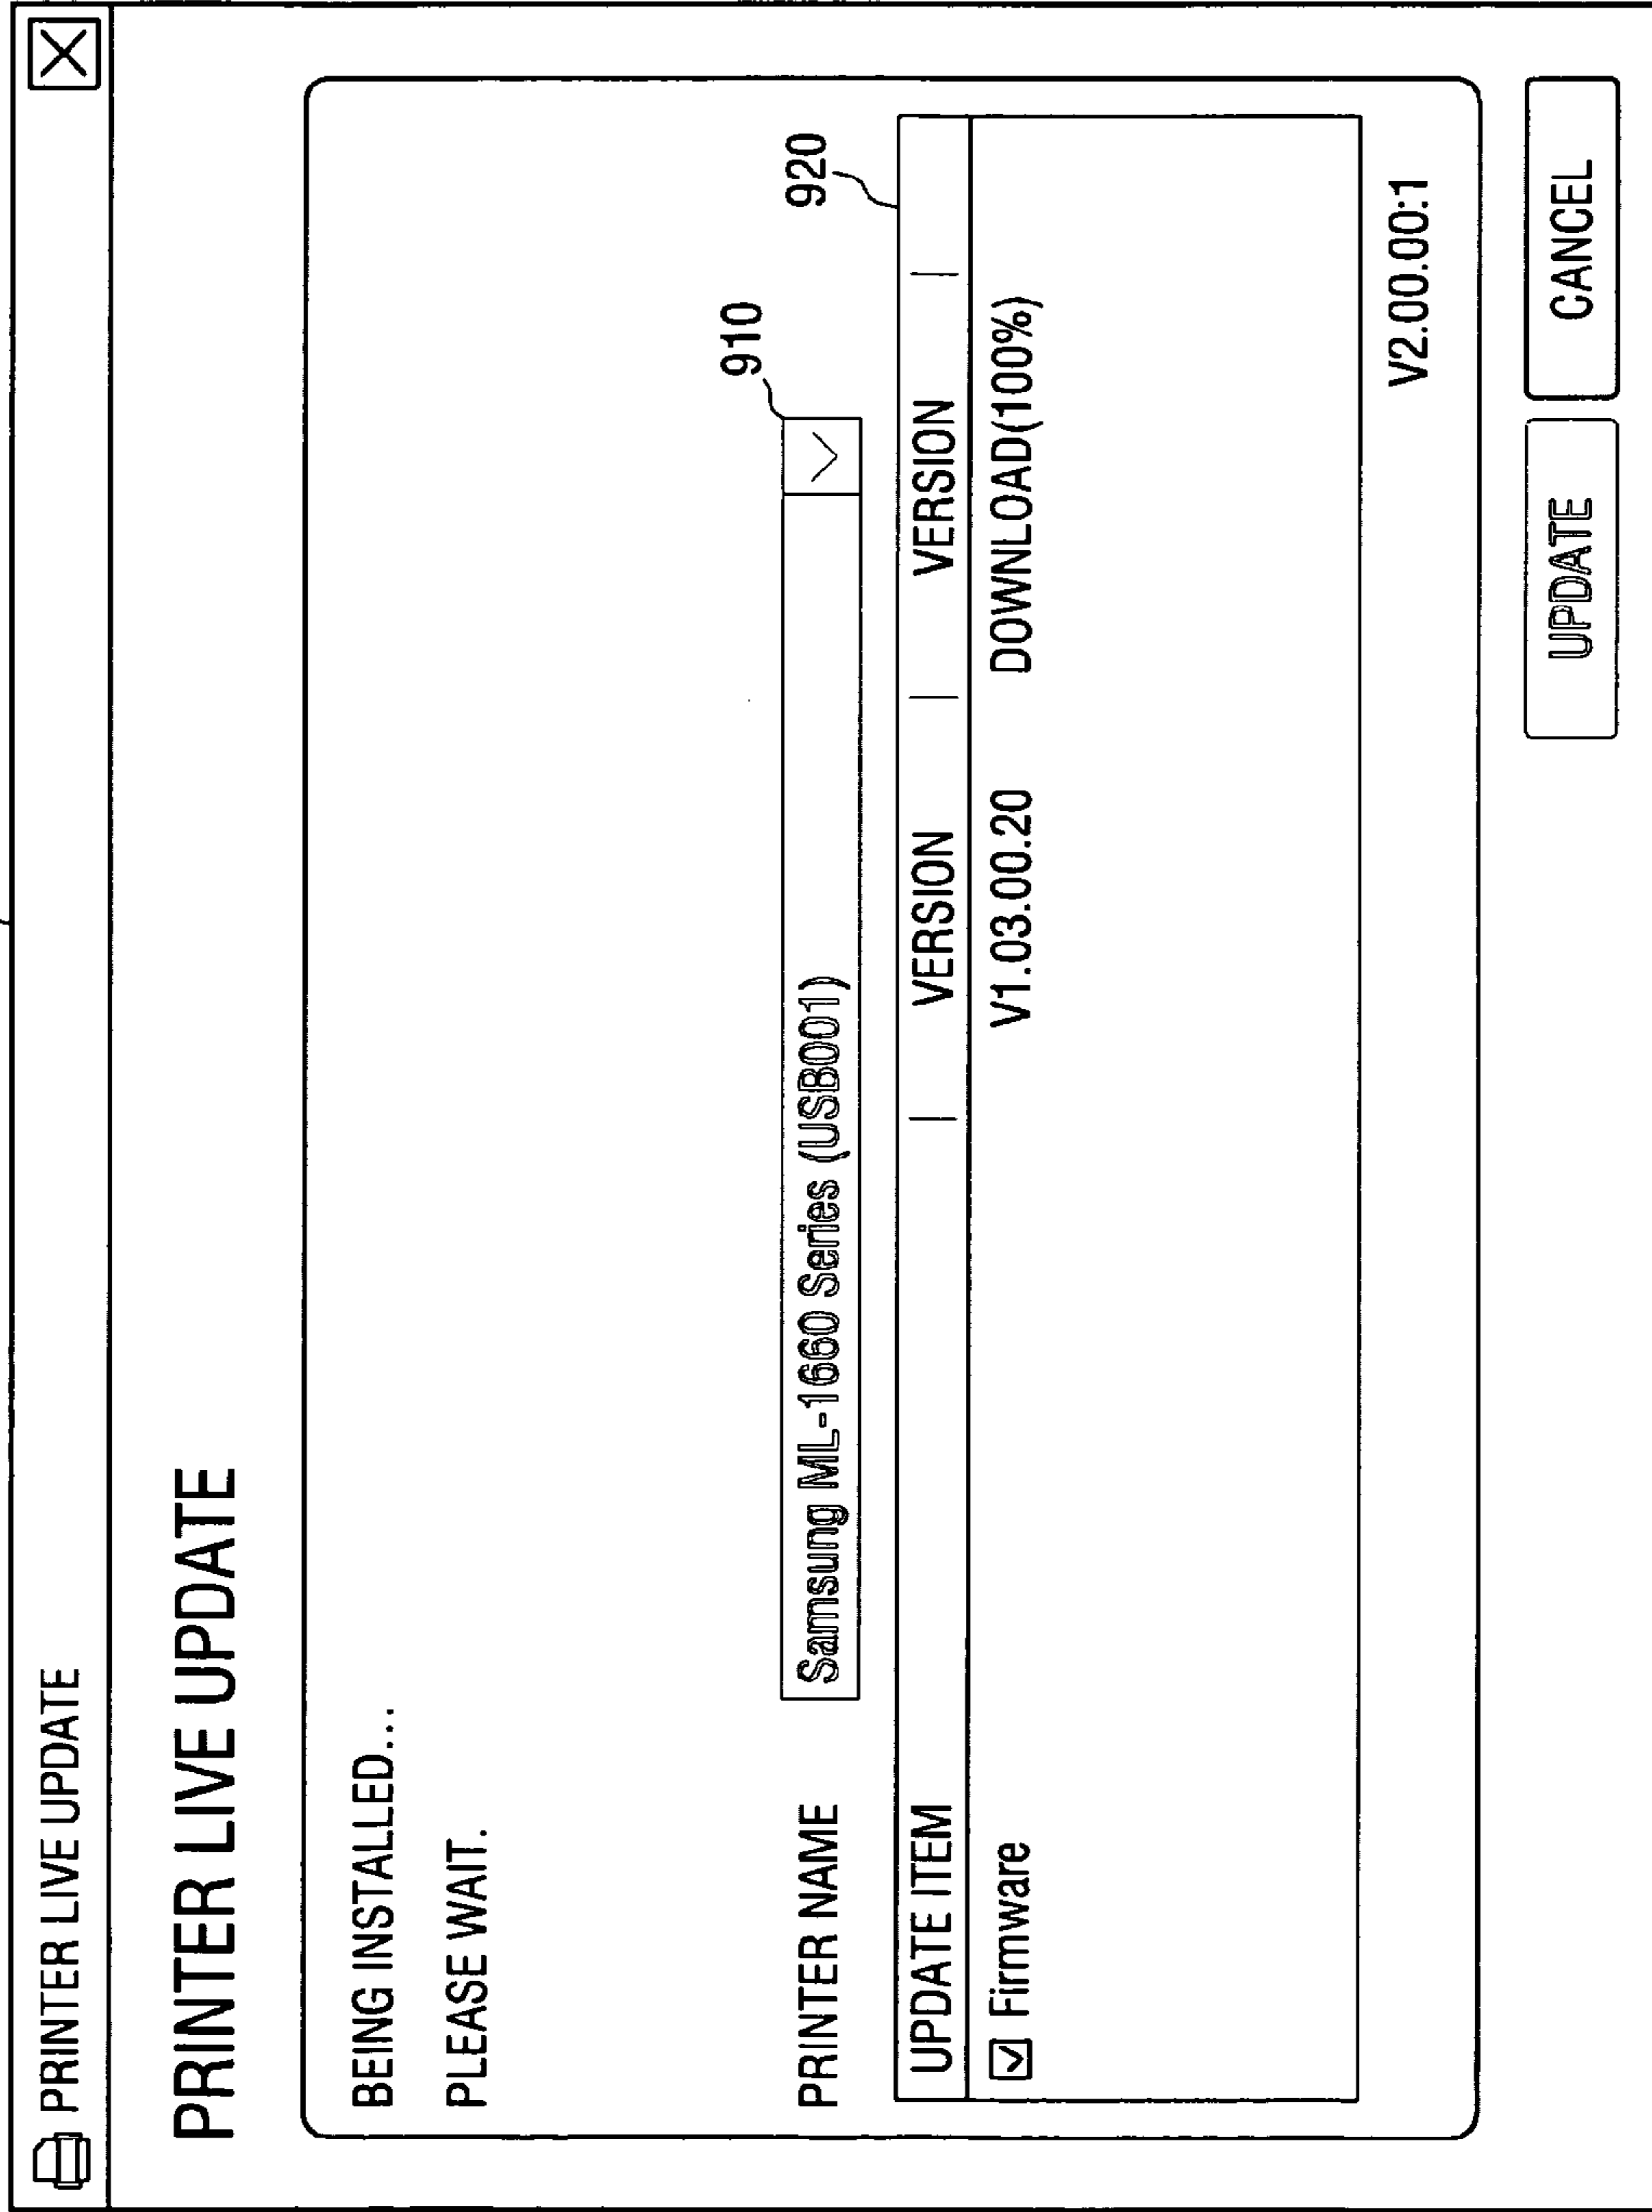 PRINTER LIVE UPDATE
PRINTER LIVE UPDATE
BEING INSTALLED...
PLEASE WAIT.
910
PRINTER NAME Samsung ML-1660 Series (USB001)
920
UPDATE ITEM VERSION VERSION
Firmware V1.03.00.20 DOWNLOAD(100%)
V2.00.00:1
UPDATE CANCEL